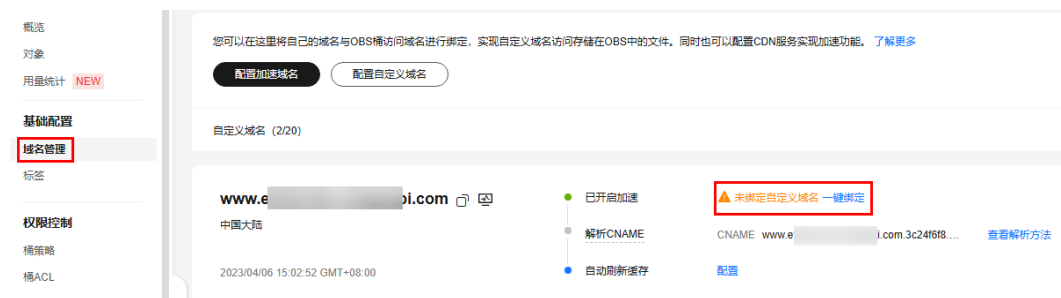 概览
对象
用量统计 NEW
基础配置
域名管理
标签
权限控制
桶策略
桶ACL
您可以在这里将自己的域名与OBS桶访问域名进行绑定，实现自定义域名访问存储在OBS中的文件。同时也可以配置CDN服务实现加速功能。 了解更多
配置加速域名 配置自定义域名
自定义域名（2/20）
www.e pi.com 已开启加速 未绑定自定义域名 一键绑定
中国大陆 解析CNAME CNAME www.e i.com.3c24f6f8.... 查看解析方法
2023/04/06 15:02:52 GMT+08:00 自动刷新缓存 配置